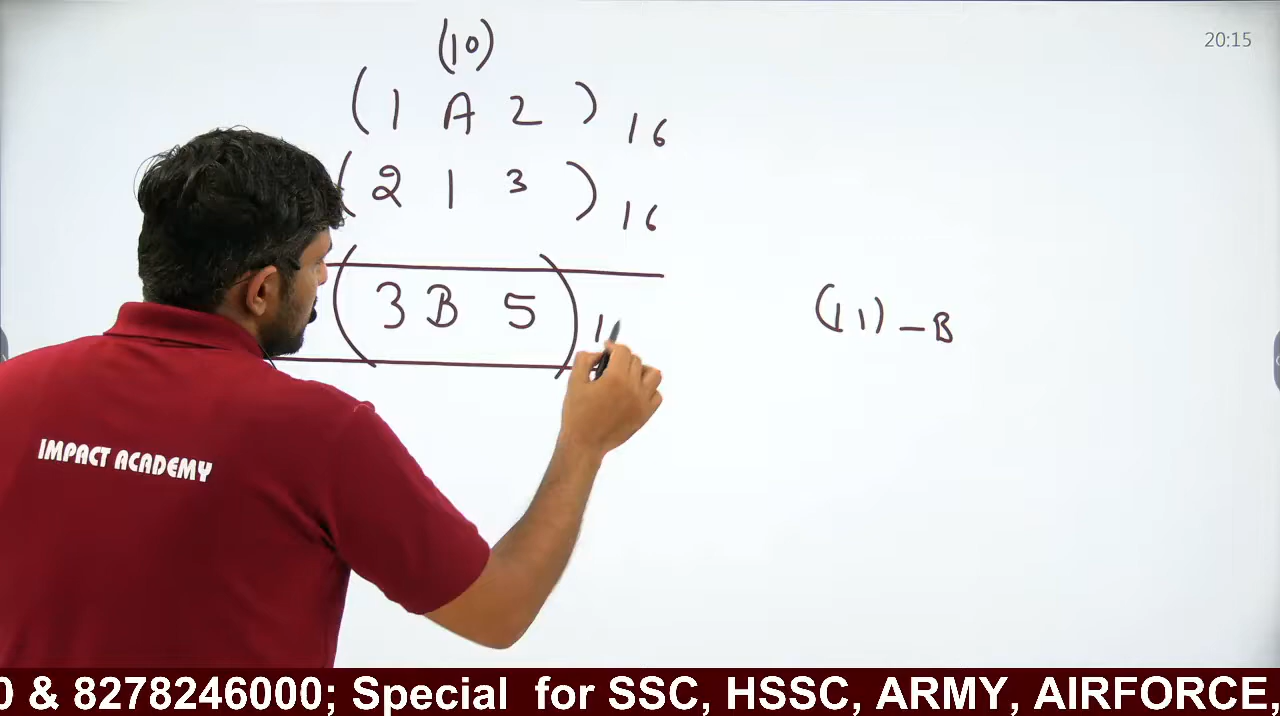 20:15
(10)
(1 A 2)16
(2 1 3)16
(3 B 5)1
(11) – B
IMPACT ACADEMY
0 & 8278246000; Special for SSC, HSSC, ARMY, AIRFORCE,